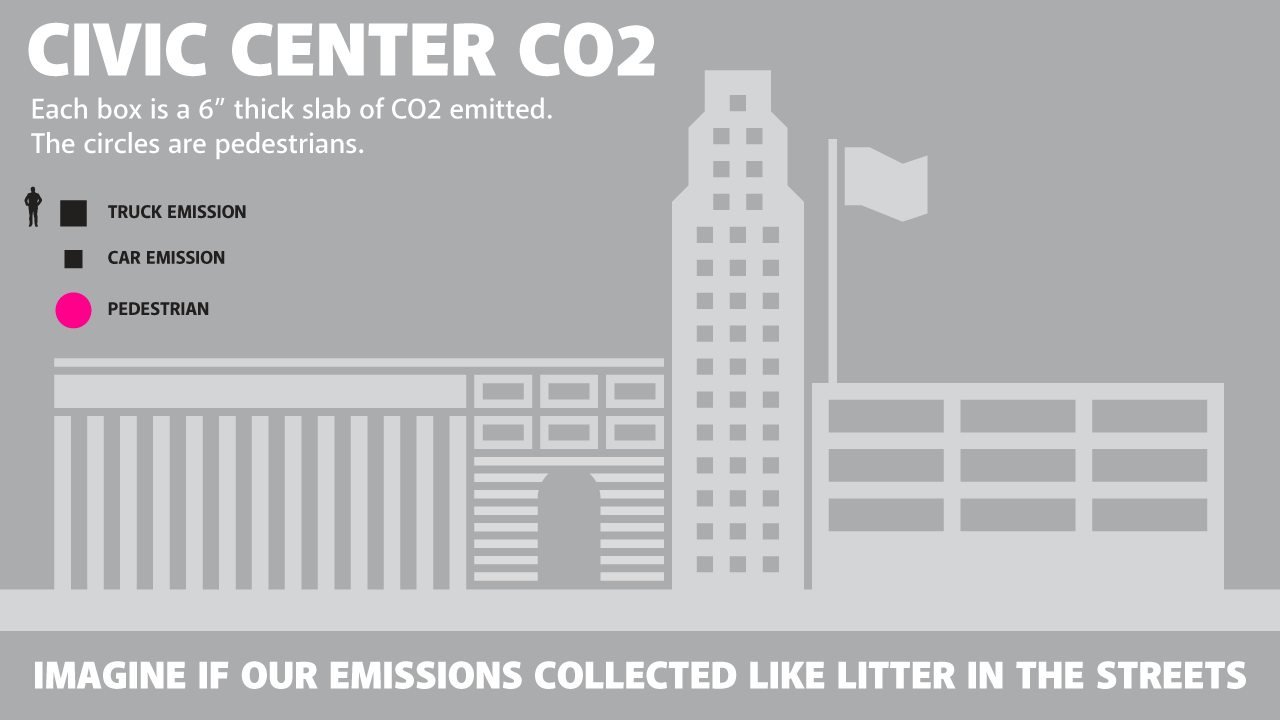 CIVIC CENTER CO2
Each box is a 6” thick slab of CO2 emitted.
The circles are pedestrians.
TRUCK EMISSION
CAR EMISSION
PEDESTRIAN
IMAGINE IF OUR EMISSIONS COLLECTED LIKE LITTER IN THE STREETS